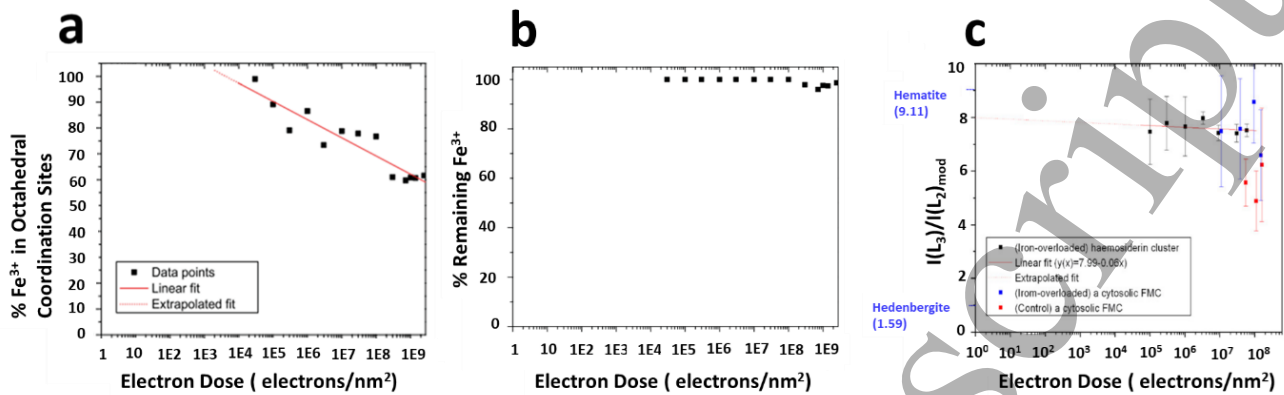 a
% Fe³⁺ in Octahedral
Coordination Sites
100
90
80
70
60
50
40
30
20
10
0
Data points
Linear fit
Extrapolated fit
1 1E2 1E2 1E3 1E4 1E5 1E6 1E7 1E8 1E9
Electron Dose ( electrons/nm²)
b
% Remaining Fe³⁺
100
80
60
40
20
0
1 1E2 1E2 1E3 1E4 1E5 1E6 1E7 1E8 1E9
Electron Dose ( electrons/nm²)
c
Hematite
(9.11)
Hedenbergite
(1.59)
I(L₃)/I(L₂)mod
10
8
6
4
2
0
(Iron-overloaded) haemosiderin cluster
Linear fit (y(x)=7.99-0.06x)
Extrapolated fit
(Irom-overloaded) a cytosolic FMC
(Control) a cytosolic FMC
10⁰ 10¹ 10² 10³ 10⁴ 10⁵ 10⁶ 10⁷ 10⁸
Electron Dose ( electrons/nm²)
script